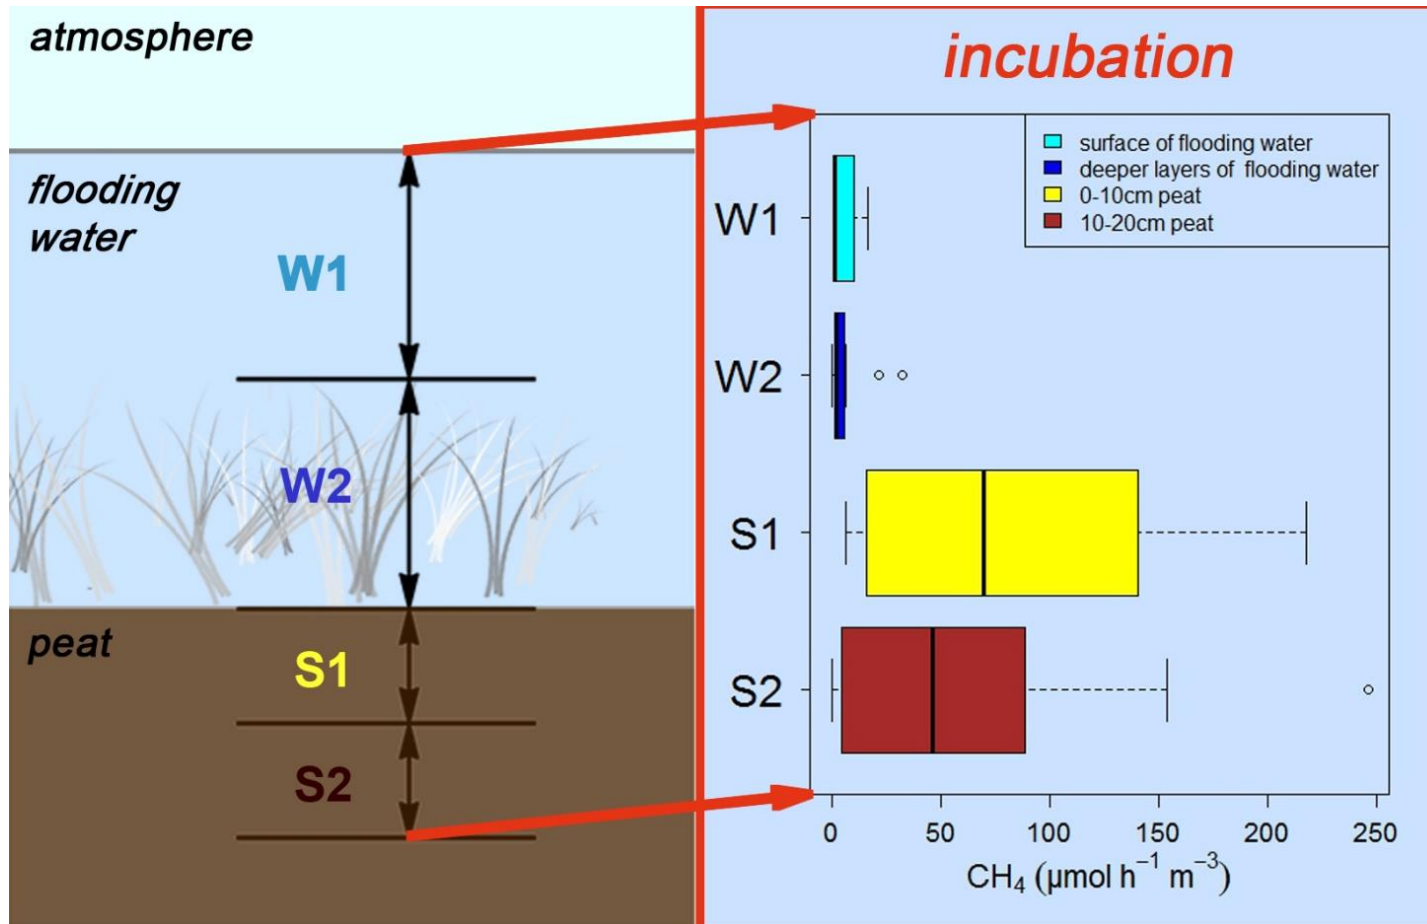 atmosphere
flooding
water
W1
W2
peat
S1
S2
incubation
surface of flooding water
deeper layers of flooding water
0-10cm peat
10-20cm peat
W1
W2
S1
S2
0 50 100 150 200 250
CH₄ (µmol h⁻¹ m⁻³)